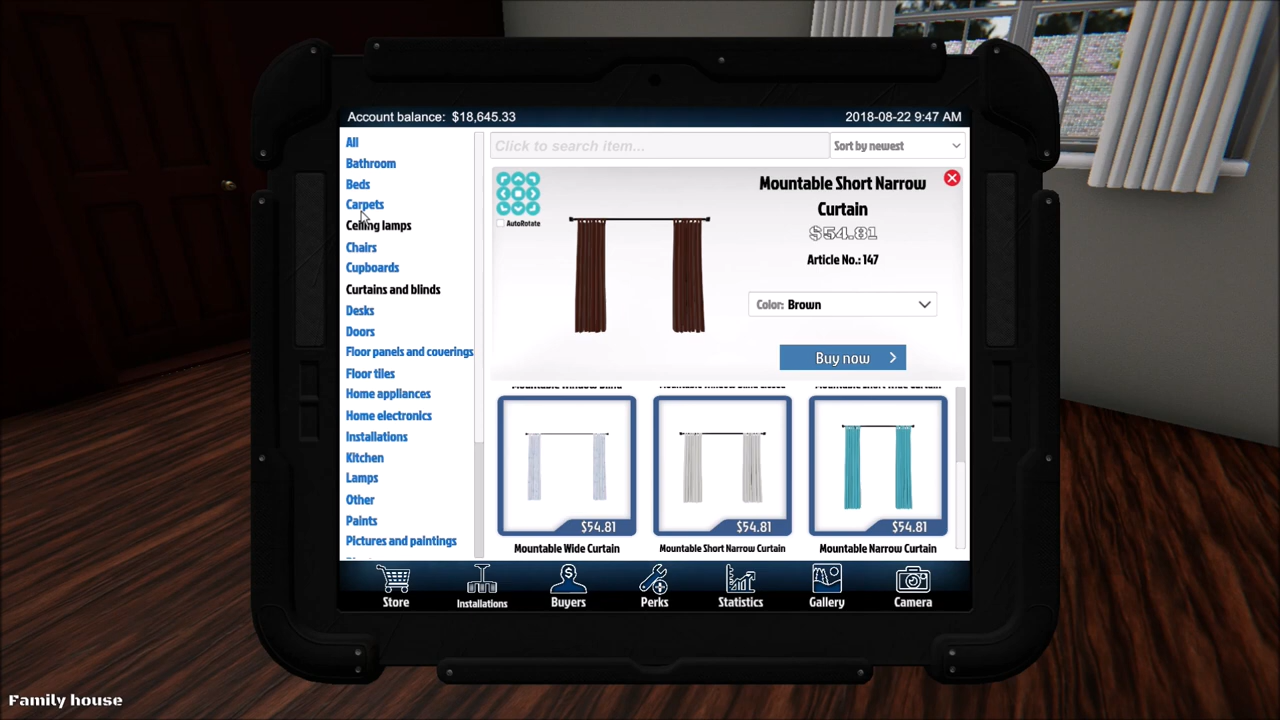 Account balance: $18,645.33
2018-08-22 9:47 AM
All
Bathroom
Beds
Carpets
Ceiling lamps
Chairs
Cupboards
Curtains and blinds
Desks
Doors
Floor panels and coverings
Floor tiles
Home appliances
Home electronics
Installations
Kitchen
Lamps
Other
Paints
Pictures and paintings
Click to search item...
Sort by newest
AutoRotate
Mountable Short Narrow
Curtain
$54.81
Article No.: 147
Color: Brown
Buy now
$54.81
$54.81
$54.81
Mountable Wide Curtain
Mountable Short Narrow Curtain
Mountable Narrow Curtain
Store
Installations
Buyers
Perks
Statistics
Gallery
Camera
Family house